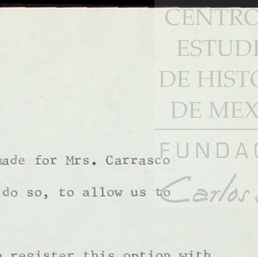 CENTRO
ESTUDI
DE HISTO
DE MEX
FUNDAC
Carlos
made for Mrs. Carrasco
do so, to allow us to
register this option with